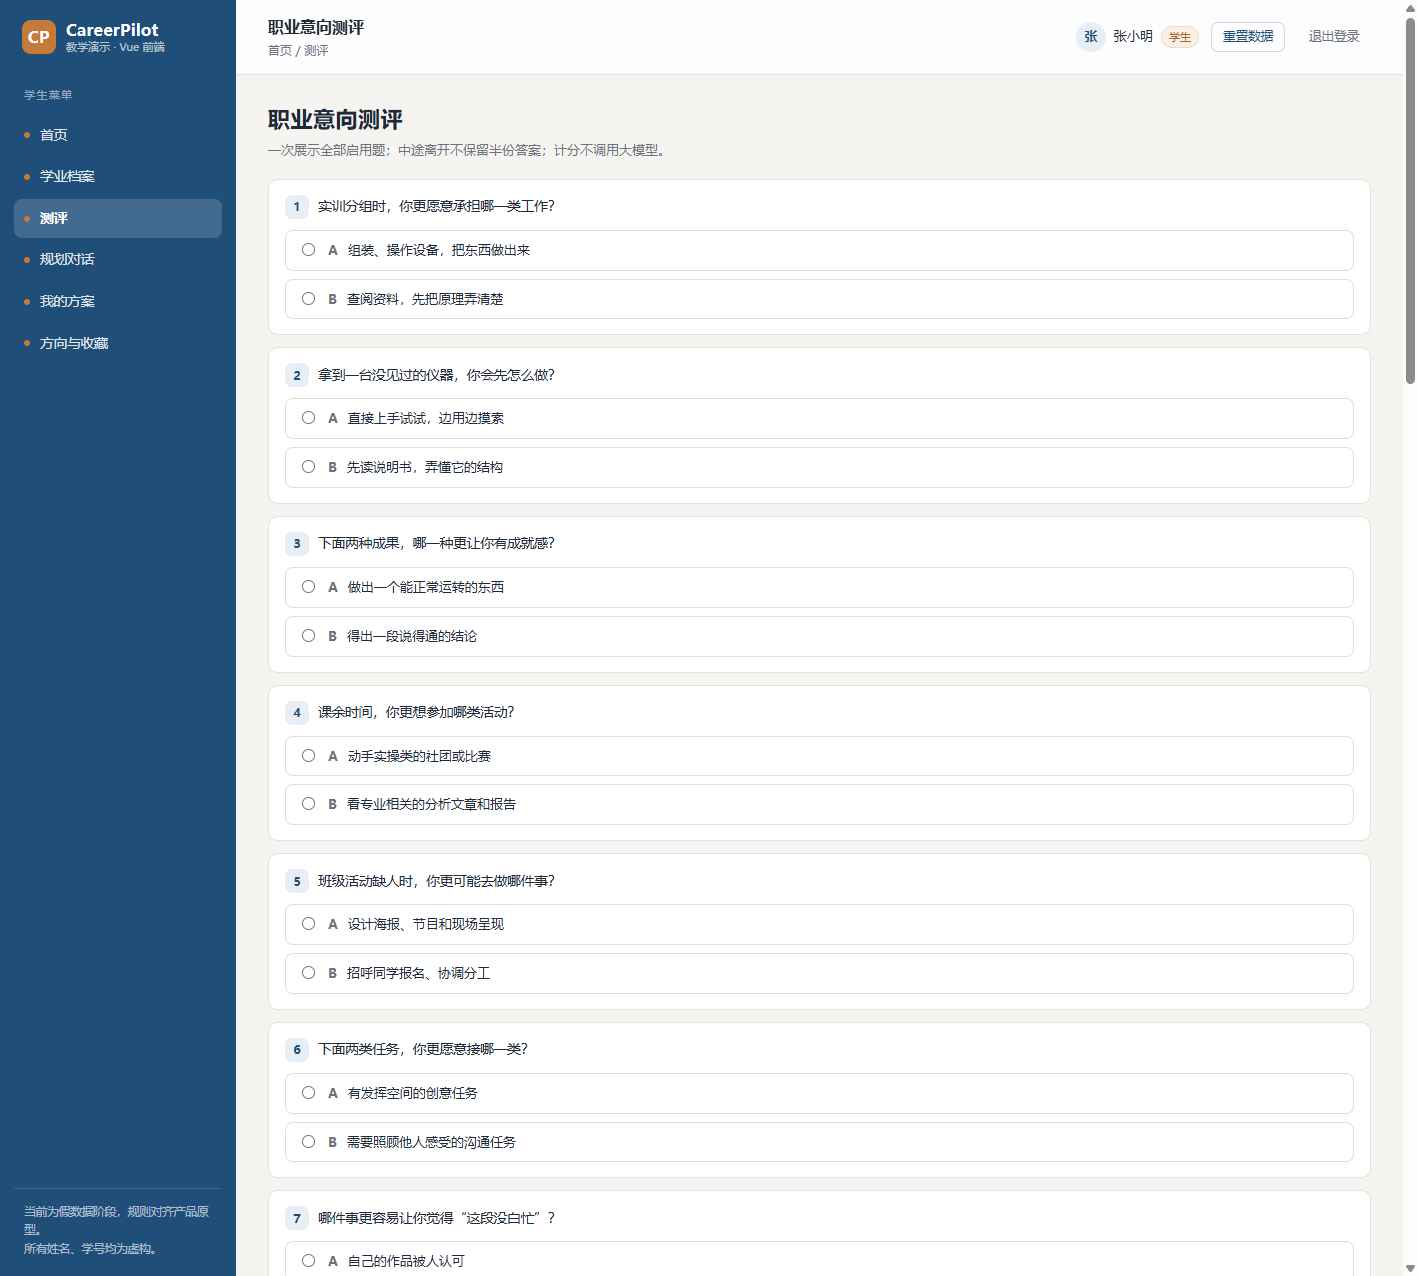 CP
CareerPilot
教学演示 · Vue 前端
学生菜单
首页
学业档案
测评
规划对话
我的方案
方向与收藏
当前为假数据阶段，规则对齐产品原
型。
所有姓名、学号均为虚构。
职业意向测评
首页 / 测评
张 张小明 学生 重置数据 退出登录
职业意向测评
一次展示全部启用题；中途离开不保留半份答案；计分不调用大模型。
1 实训分组时，你更愿意承担哪一类工作？
A 组装、操作设备，把东西做出来
B 查阅资料，先把原理弄清楚
2 拿到一台没见过的仪器，你会先怎么做？
A 直接上手试试，边用边摸索
B 先读说明书，弄懂它的结构
3 下面两种成果，哪一种更让你有成就感？
A 做出一个能正常运转的东西
B 得出一段说得通的结论
4 课余时间，你更想参加哪类活动？
A 动手实操类的社团或比赛
B 看专业相关的分析文章和报告
5 班级活动缺人时，你更可能去做哪件事？
A 设计海报、节目和现场呈现
B 招呼同学报名、协调分工
6 下面两类任务，你更愿意接哪一类？
A 有发挥空间的创意任务
B 需要照顾他人感受的沟通任务
7 哪件事更容易让你觉得“这段没白忙”？
A 自己的作品被人认可